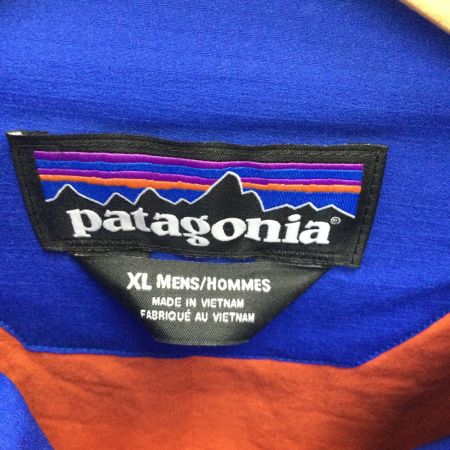 patagonia®
XL MENS/HOMMES
MADE IN VIETNAM
FABRIQUÉ AU VIETNAM